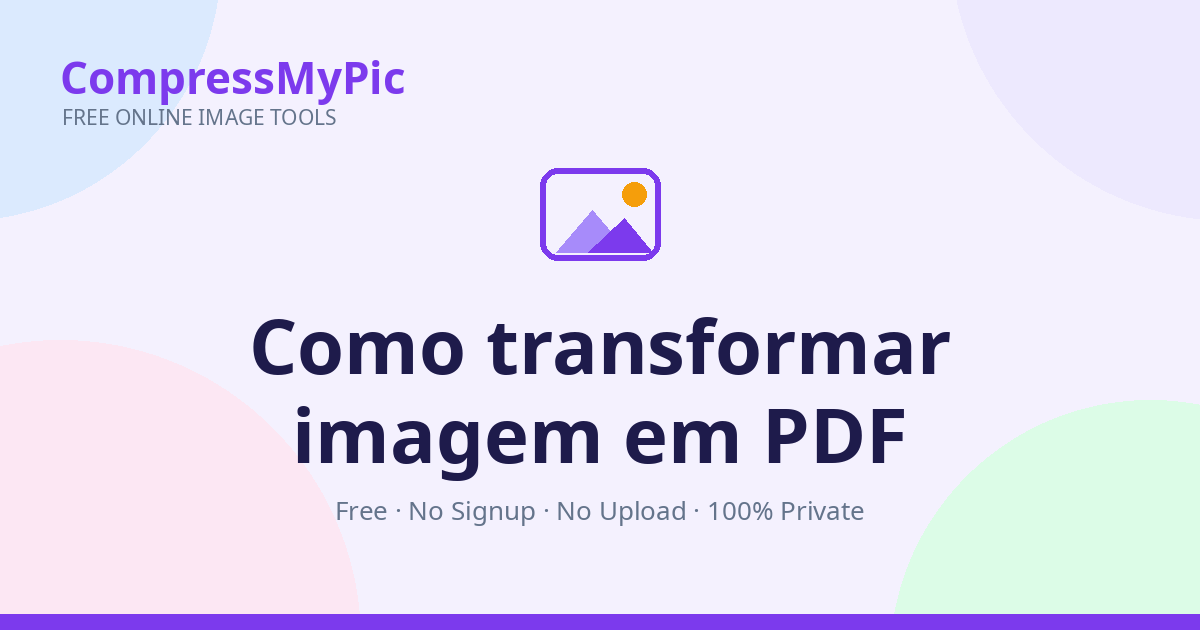 CompressMyPic
FREE ONLINE IMAGE TOOLS
Como transformar
imagem em PDF
Free · No Signup · No Upload · 100% Private